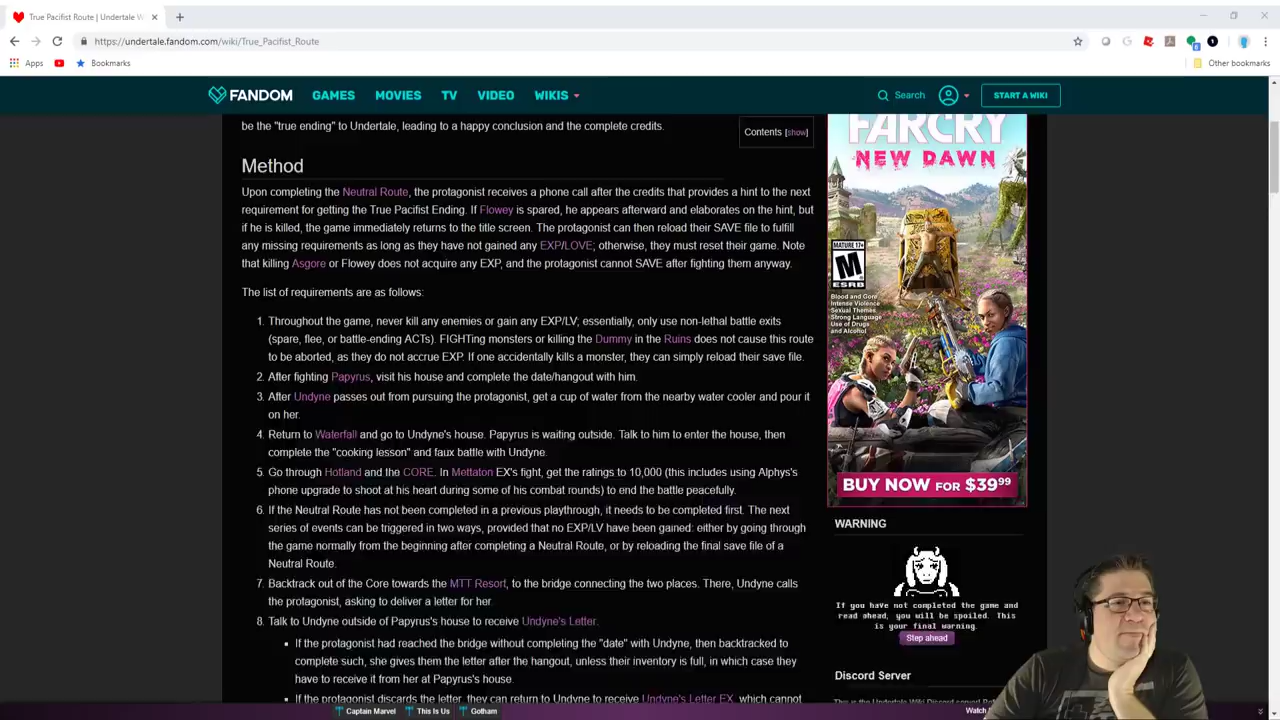 True Pacifist Route | Undertale W
https://undertale.fandom.com/wiki/True_Pacifist_Route
Apps
Bookmarks
Other bookmarks
FANDOM
GAMES
MOVIES
TV
VIDEO
WIKIS
Search
START A WIKI
be the "true ending" to Undertale, leading to a happy conclusion and the complete credits.
Contents [show]
Method
Upon completing the Neutral Route, the protagonist receives a phone call after the credits that provides a hint to the next
requirement for getting the True Pacifist Ending. If Flowey is spared, he appears afterward and elaborates on the hint, but
if he is killed, the game immediately returns to the title screen. The protagonist can then reload their SAVE file to fulfill
any missing requirements as long as they have not gained any EXP/LOVE; otherwise, they must reset their game. Note
that killing Asgore or Flowey does not acquire any EXP, and the protagonist cannot SAVE after fighting them anyway.
The list of requirements are as follows:
1. Throughout the game, never kill any enemies or gain any EXP/LV; essentially, only use non-lethal battle exits
(spare, flee, or battle-ending ACTs). FIGHTing monsters or killing the Dummy in the Ruins does not cause this route
to be aborted, as they do not accrue EXP. If one accidentally kills a monster, they can simply reload their save file.
2. After fighting Papyrus, visit his house and complete the date/hangout with him.
3. After Undyne passes out from pursuing the protagonist, get a cup of water from the nearby water cooler and pour it
on her.
4. Return to Waterfall and go to Undyne's house. Papyrus is waiting outside. Talk to him to enter the house, then
complete the "cooking lesson" and faux battle with Undyne.
5. Go through Hotland and the CORE. In Mettaton EX's fight, get the ratings to 10,000 (this includes using Alphys's
phone upgrade to shoot at his heart during some of his combat rounds) to end the battle peacefully.
6. If the Neutral Route has not been completed in a previous playthrough, it needs to be completed first. The next
series of events can be triggered in two ways, provided that no EXP/LV have been gained: either by going through
the game normally from the beginning after completing a Neutral Route, or by reloading the final save file of a
Neutral Route.
7. Backtrack out of the Core towards the MTT Resort, to the bridge connecting the two places. There, Undyne calls
the protagonist, asking to deliver a letter for her.
8. Talk to Undyne outside of Papyrus's house to receive Undyne's Letter.
If the protagonist had reached the bridge without completing the "date" with Undyne, then backtracked to
complete such, she gives them the letter after the hangout, unless their inventory is full, in which case they
have to receive it from her at Papyrus's house.
If the protagonist discards the letter, they can return to Undyne to receive Undyne's Letter EX, which cannot
FARCRY
NEW DAWN
MATURE 17+
M
ESRB
Blood and Gore
Intense Violence
Sexual Themes
Strong Language
Use of Drugs
and Alcohol
BUY NOW FOR $39⁹⁹
WARNING
If you have not completed the game and
read ahead, you will be spoiled. This
is your final warning.
Step ahead
Discord Server
Captain Marvel
This Is Us
Gotham
Watch